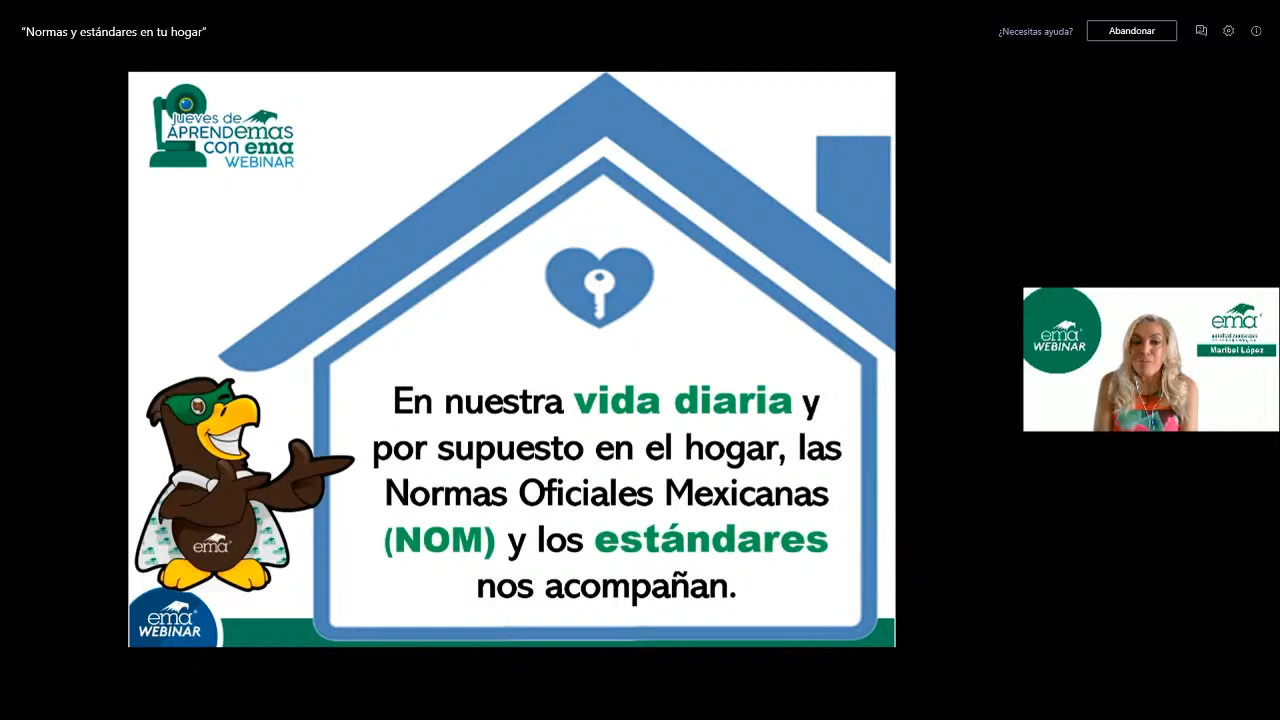 “Normas y estándares en tu hogar”
¿Necesitas ayuda?
Abandonar
jueves de
APRENDEMAS
con ema
WEBINAR
En nuestra vida diaria y
por supuesto en el hogar, las
Normas Oficiales Mexicanas
(NOM) y los estándares
nos acompañan.
ema
ema
WEBINAR
ema
WEBINAR
ema
Maribel López